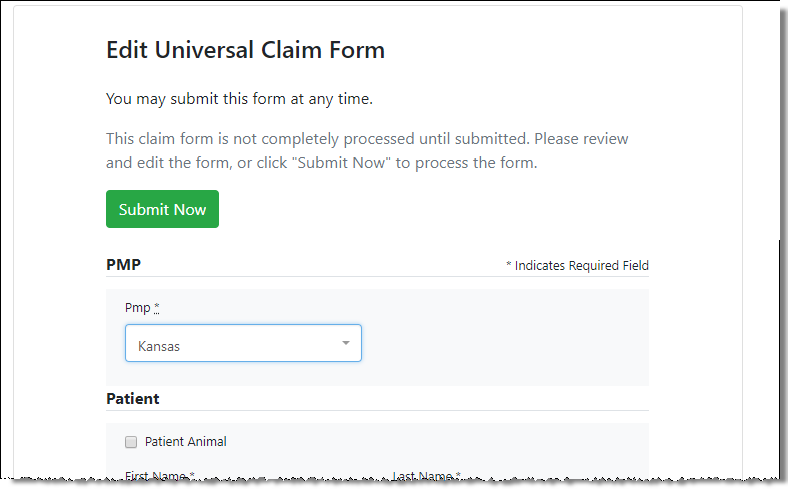 Edit Universal Claim Form
You may submit this form at any time.
This claim form is not completely processed until submitted. Please review
and edit the form, or click "Submit Now" to process the form.
Submit Now
PMP
* Indicates Required Field
Pmp *
Kansas
Patient
Patient Animal
First Name * Last Name *